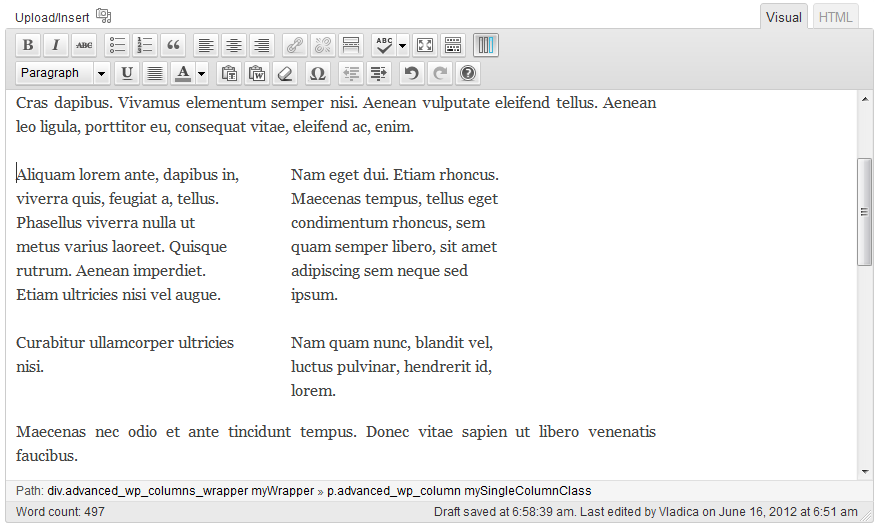 Upload/Insert
Visual
HTML
B I ABC ABC
Paragraph U A T W Ω ?
Cras dapibus. Vivamus elementum semper nisi. Aenean vulputate eleifend tellus. Aenean
leo ligula, porttitor eu, consequat vitae, eleifend ac, enim.
Aliquam lorem ante, dapibus in,
viverra quis, feugiat a, tellus.
Phasellus viverra nulla ut
metus varius laoreet. Quisque
rutrum. Aenean imperdiet.
Etiam ultricies nisi vel augue.
Nam eget dui. Etiam rhoncus.
Maecenas tempus, tellus eget
condimentum rhoncus, sem
quam semper libero, sit amet
adipiscing sem neque sed
ipsum.
Curabitur ullamcorper ultricies
nisi.
Nam quam nunc, blandit vel,
luctus pulvinar, hendrerit id,
lorem.
Maecenas nec odio et ante tincidunt tempus. Donec vitae sapien ut libero venenatis
faucibus.
Path: div.advanced_wp_columns_wrapper myWrapper » p.advanced_wp_column mySingleColumnClass
Word count: 497
Draft saved at 6:58:39 am. Last edited by Vladica on June 16, 2012 at 6:51 am